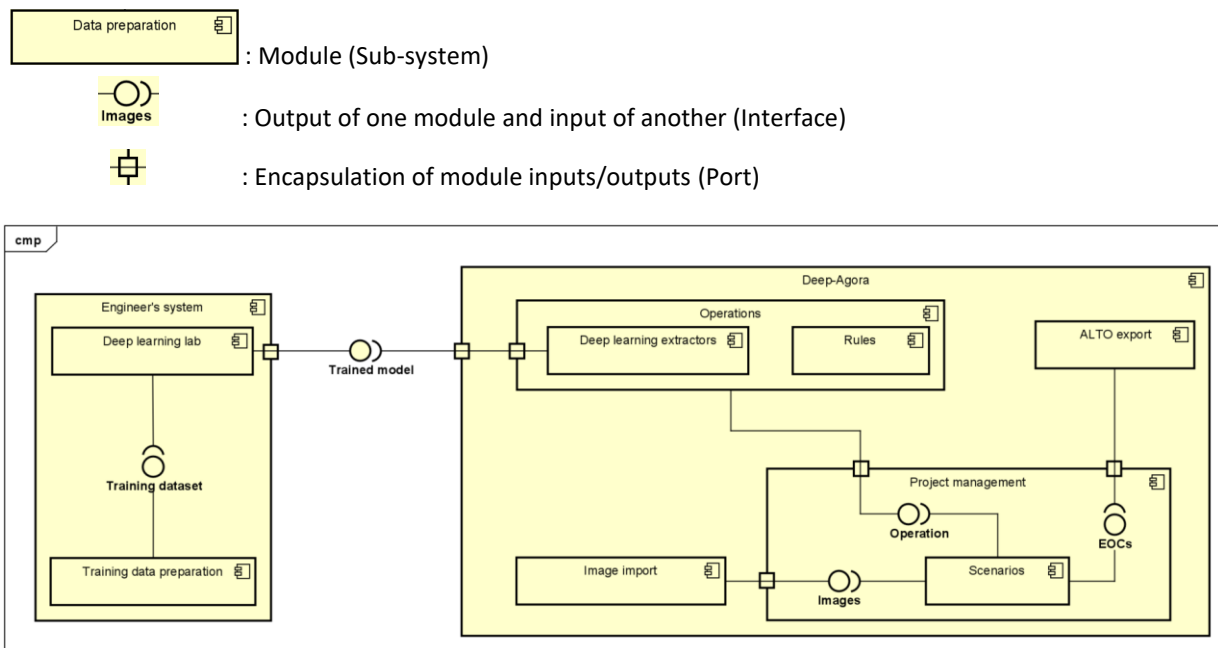 Data preparation
: Module (Sub-system)
Images
: Output of one module and input of another (Interface)
: Encapsulation of module inputs/outputs (Port)
cmp
Engineer's system
Deep learning lab
Training dataset
Training data preparation
Trained model
Deep-Agora
Operations
Deep learning extractors
Rules
ALTO export
Project management
Operation
EOCs
Image import
Images
Scenarios